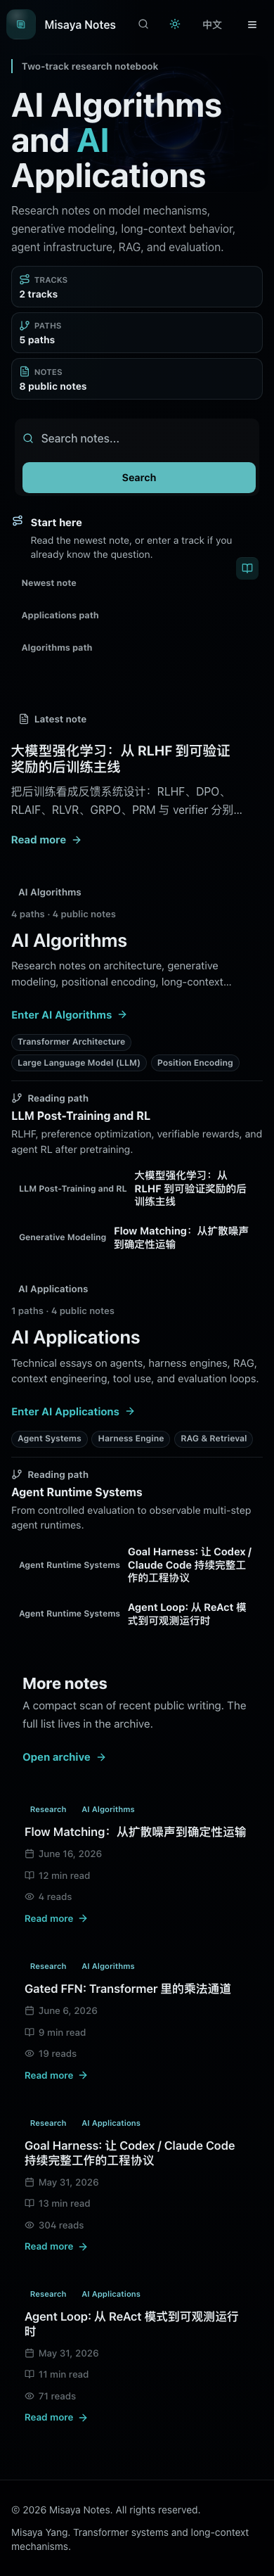 Misaya Notes
中文
Two-track research notebook
AI Algorithms
and AI
Applications
Research notes on model mechanisms,
generative modeling, long-context behavior,
agent infrastructure, RAG, and evaluation.
TRACKS
2 tracks
PATHS
5 paths
NOTES
8 public notes
Search notes...
Search
Start here
Read the newest note, or enter a track if you
already know the question.
Newest note
Applications path
Algorithms path
Latest note
大模型强化学习：从 RLHF 到可验证
奖励的后训练主线
把后训练看成反馈系统设计：RLHF、DPO、
RLAIF、RLVR、GRPO、PRM 与 verifier 分别...
Read more
AI Algorithms
4 paths · 4 public notes
AI Algorithms
Research notes on architecture, generative
modeling, positional encoding, long-context...
Enter AI Algorithms
Transformer Architecture
Large Language Model (LLM)
Position Encoding
Reading path
LLM Post-Training and RL
RLHF, preference optimization, verifiable rewards, and
agent RL after pretraining.
LLM Post-Training and RL
大模型强化学习：从
RLHF 到可验证奖励的后
训练主线
Generative Modeling
Flow Matching：从扩散噪声
到确定性运输
AI Applications
1 paths · 4 public notes
AI Applications
Technical essays on agents, harness engines, RAG,
context engineering, tool use, and evaluation loops.
Enter AI Applications
Agent Systems
Harness Engine
RAG & Retrieval
Reading path
Agent Runtime Systems
From controlled evaluation to observable multi-step
agent runtimes.
Agent Runtime Systems
Goal Harness: 让 Codex /
Claude Code 持续完整工
作的工程协议
Agent Runtime Systems
Agent Loop: 从 ReAct 模
式到可观测运行时
More notes
A compact scan of recent public writing. The
full list lives in the archive.
Open archive
Research AI Algorithms
Flow Matching：从扩散噪声到确定性运输
June 16, 2026
12 min read
4 reads
Read more
Research AI Algorithms
Gated FFN: Transformer 里的乘法通道
June 6, 2026
9 min read
19 reads
Read more
Research AI Applications
Goal Harness: 让 Codex / Claude Code
持续完整工作的工程协议
May 31, 2026
13 min read
304 reads
Read more
Research AI Applications
Agent Loop: 从 ReAct 模式到可观测运行
时
May 31, 2026
11 min read
71 reads
Read more
© 2026 Misaya Notes. All rights reserved.
Misaya Yang. Transformer systems and long-context
mechanisms.